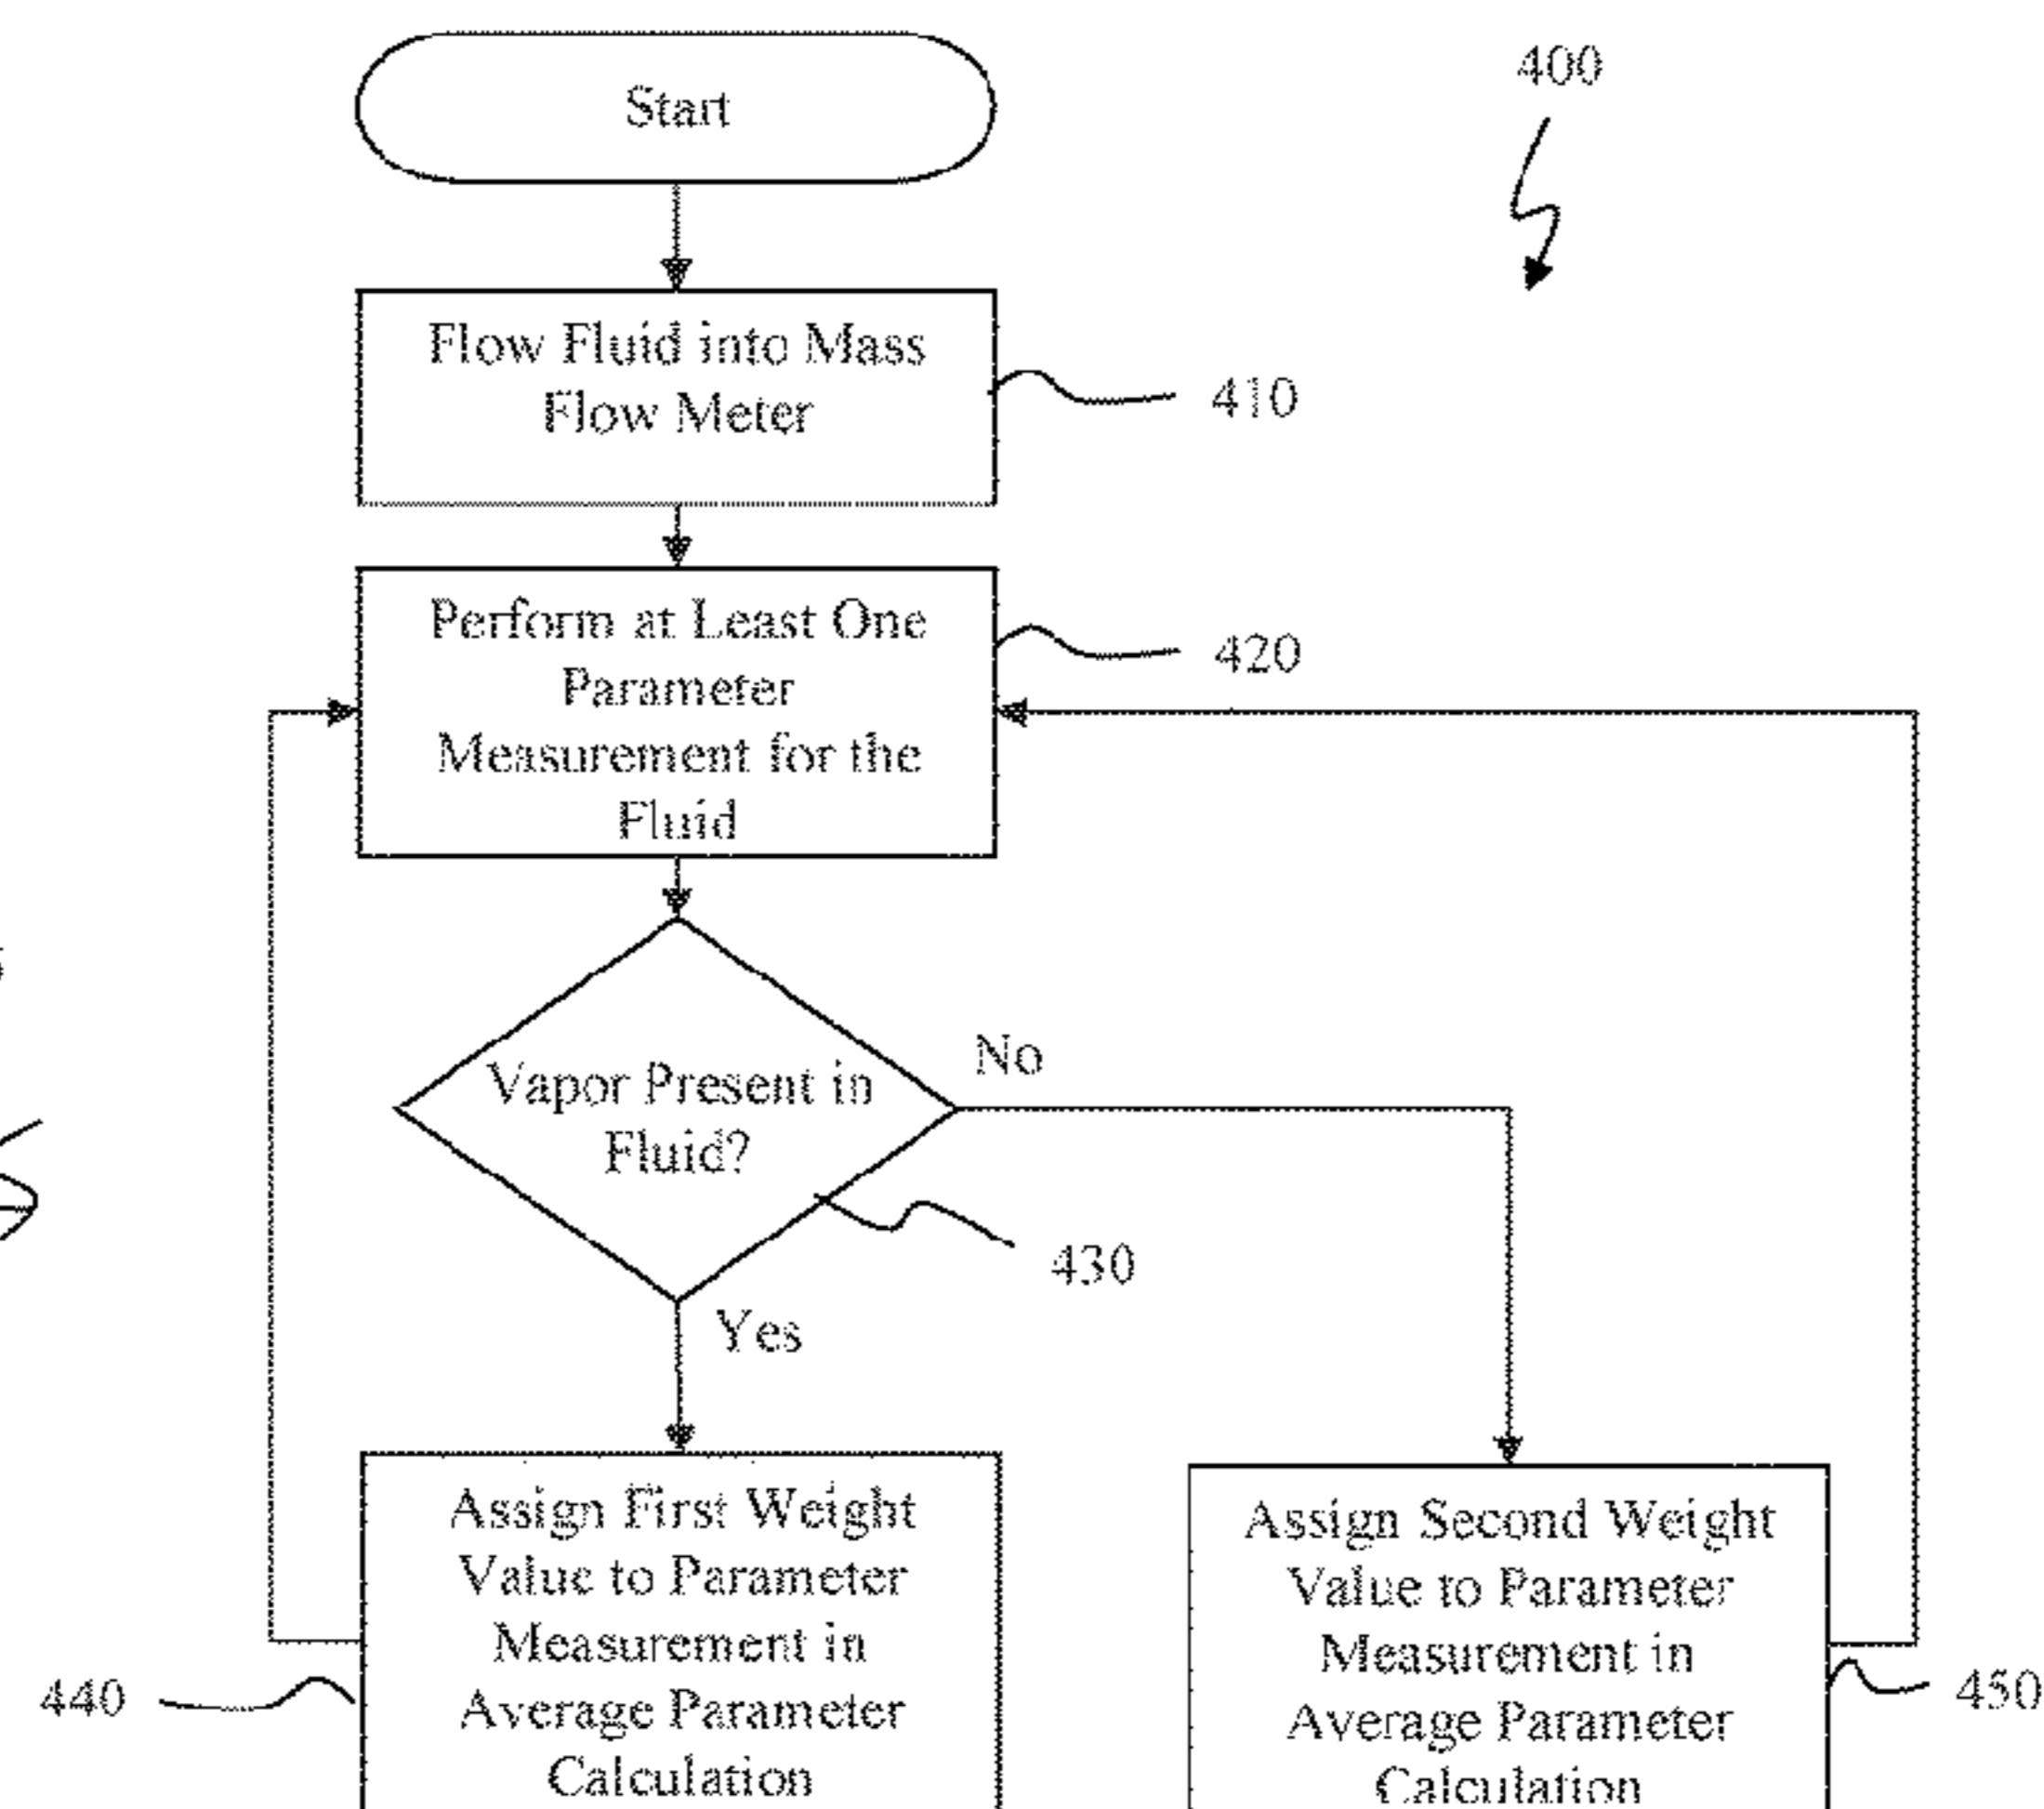 Start
400
Flow Fluid into Mass
Flow Meter
410
Perform at Least One
Parameter
Measurement for the
Fluid
420
Vapor Present in
Fluid?
No
430
Yes
Assign First Weight
Value to Parameter
Measurement in
Average Parameter
Calculation
440
Assign Second Weight
Value to Parameter
Measurement in
Average Parameter
Calculation
450